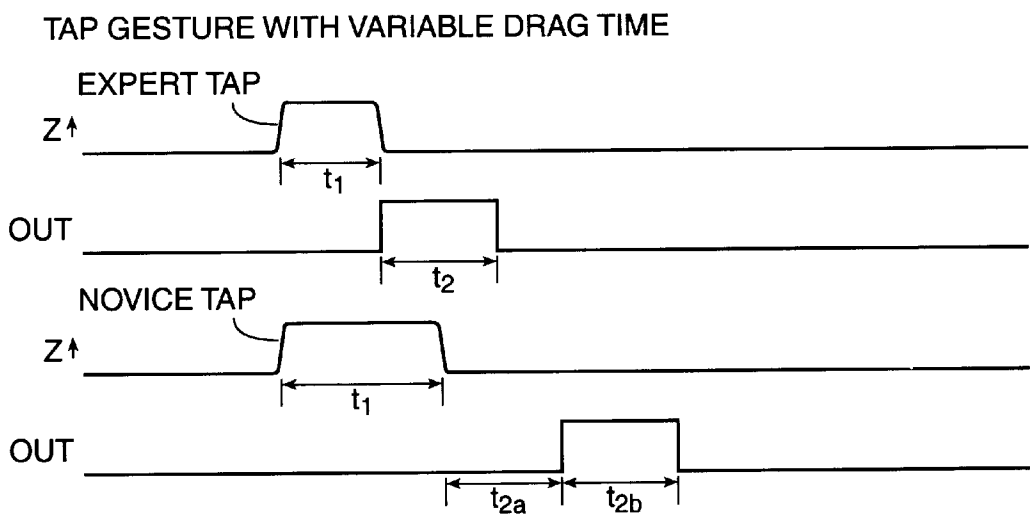 TAP GESTURE WITH VARIABLE DRAG TIME
EXPERT TAP
Z
t1
OUT
t2
NOVICE TAP
Z
t1
OUT
t2a
t2b